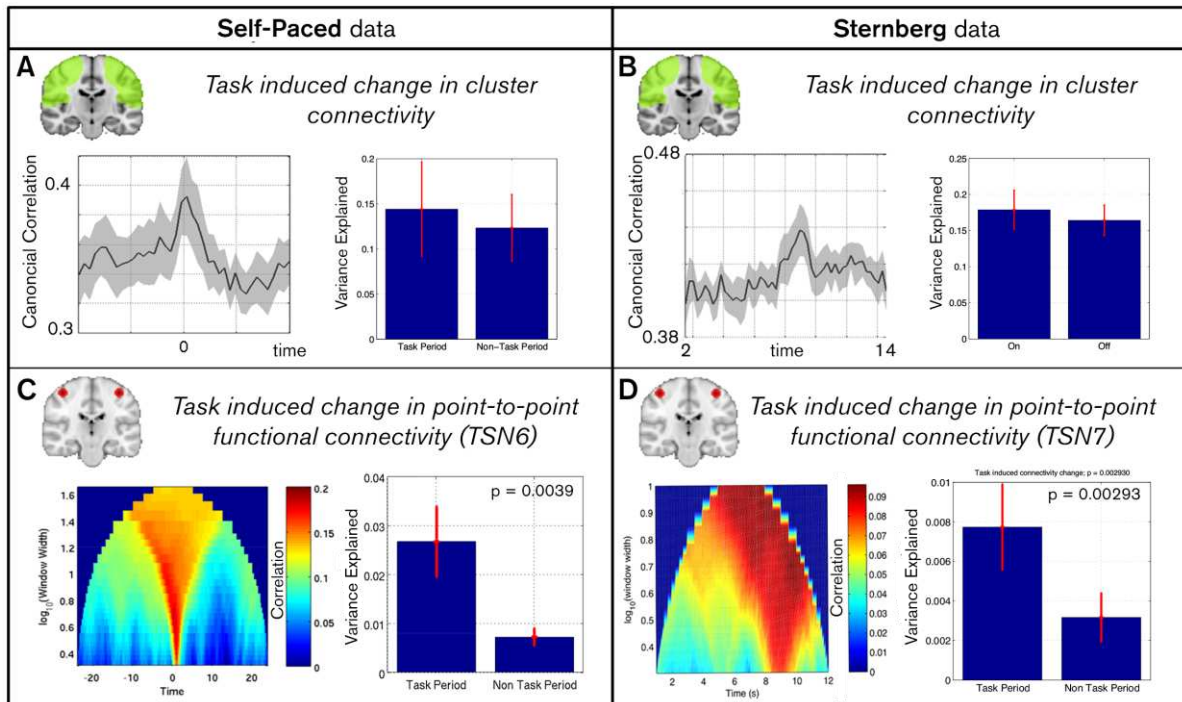 Self-Paced data
Sternberg data
A
Task induced change in cluster
connectivity
Canoncial Correlation
0.4
0.3
0
time
Variance Explained
0.2
0.15
0.1
0.05
0
Task Period
Non-Task Period
B
Task induced change in cluster
connectivity
Canoncial Correlation
0.48
0.38
2
time
14
Variance Explained
0.25
0.2
0.15
0.1
0.05
0
On
Off
C
Task induced change in point-to-point
functional connectivity (TSN6)
log10(Window Width)
1.6
1.4
1.2
1
0.8
0.6
0.4
-20
-10
0
10
20
Time
0.2
0.15
0.1
0.05
0
Correlation
Variance Explained
0.04
0.03
0.02
0.01
0
p = 0.0039
Task Period
Non Task Period
D
Task induced change in point-to-point
functional connectivity (TSN7)
log10(window width)
1
0.9
0.8
0.7
0.6
0.5
0.4
2
4
6
8
10
12
Time (s)
0.09
0.08
0.07
0.06
0.05
0.04
0.03
0.02
0.01
0
Correlation
Task induced connectivity change; p = 0.002930
Variance Explained
0.01
0.008
0.006
0.004
0.002
0
p = 0.00293
Task Period
Non Task Period